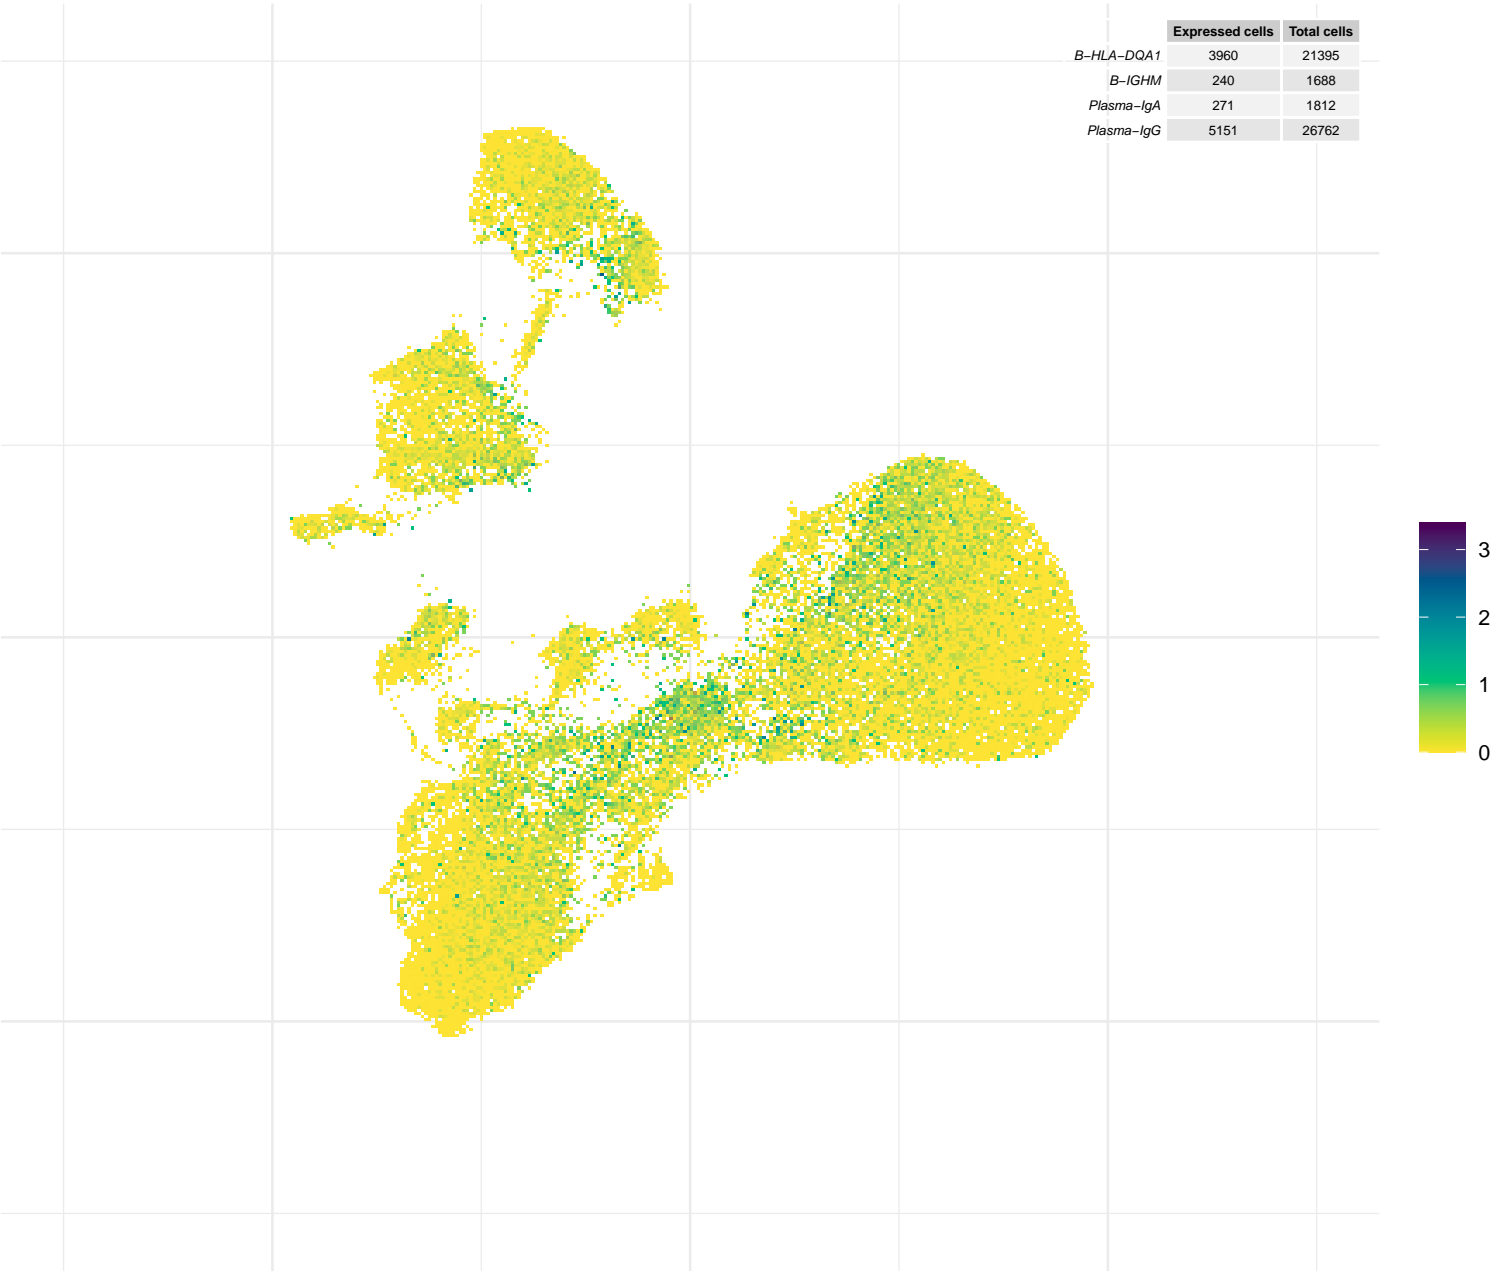 Expressed cells Total cells
B−HLA−DQA1 3960 21395
B−IGHM 240 1688
Plasma−IgA 271 1812
Plasma−IgG 5151 26762
3
2
1
0